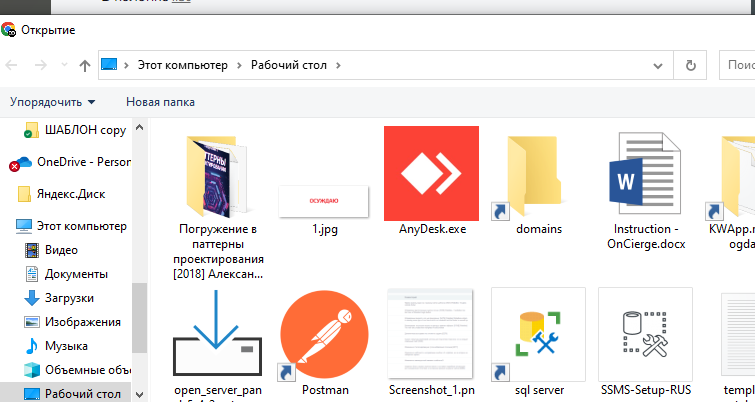 Открытие
Этот компьютер
Рабочий стол
Упорядочить
Новая папка
ШАБЛОН copy
OneDrive - Person
Яндекс.Диск
Этот компьютер
Видео
Документы
Загрузки
Изображения
Музыка
Объемные объ
Рабочий стол
Погружение в
паттерны
проектирования
[2018] Алексан...
ОСУЖДАЮ
1.jpg
AnyDesk.exe
domains
Instruction -
OnCierge.docx
KWApp.r
ogda
open_server_pan
Postman
Screenshot_1.pn
sql server
SSMS-Setup-RUS
templ